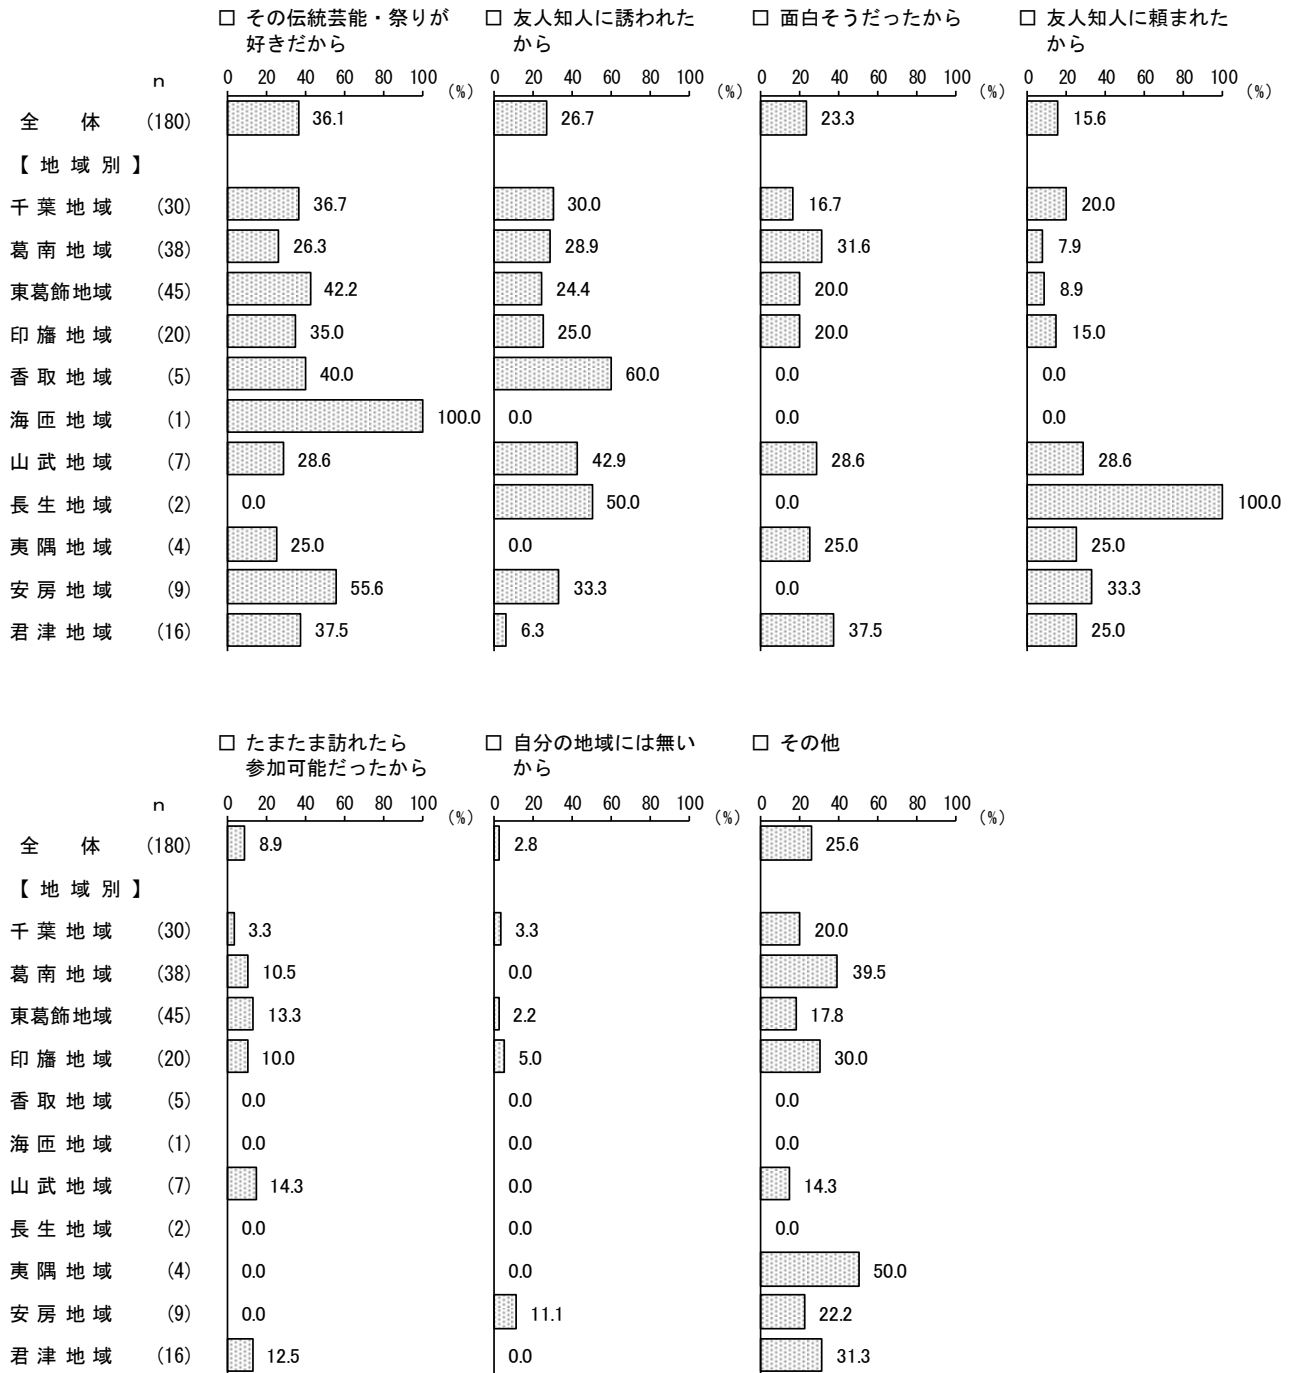 □ その伝統芸能・祭りが
好きだから
□ 友人知人に誘われた
から
□ 面白そうだったから
□ 友人知人に頼まれた
から
n 0 20 40 60 80 100 (%) 0 20 40 60 80 100 (%) 0 20 40 60 80 100 (%) 0 20 40 60 80 100 (%)
全 体 (180) 36.1 26.7 23.3 15.6
【 地 域 別 】
千 葉 地 域 (30) 36.7 30.0 16.7 20.0
葛 南 地 域 (38) 26.3 28.9 31.6 7.9
東葛飾地域 (45) 42.2 24.4 20.0 8.9
印 旛 地 域 (20) 35.0 25.0 20.0 15.0
香 取 地 域 (5) 40.0 60.0 0.0 0.0
海 匝 地 域 (1) 100.0 0.0 0.0 0.0
山 武 地 域 (7) 28.6 42.9 28.6 28.6
長 生 地 域 (2) 0.0 50.0 0.0 100.0
夷 隅 地 域 (4) 25.0 0.0 25.0 25.0
安 房 地 域 (9) 55.6 33.3 0.0 33.3
君 津 地 域 (16) 37.5 6.3 37.5 25.0
□ たまたま訪れたら
参加可能だったから
□ 自分の地域には無い
から
□ その他
n 0 20 40 60 80 100 (%) 0 20 40 60 80 100 (%) 0 20 40 60 80 100 (%)
全 体 (180) 8.9 2.8 25.6
【 地 域 別 】
千 葉 地 域 (30) 3.3 3.3 20.0
葛 南 地 域 (38) 10.5 0.0 39.5
東葛飾地域 (45) 13.3 2.2 17.8
印 旛 地 域 (20) 10.0 5.0 30.0
香 取 地 域 (5) 0.0 0.0 0.0
海 匝 地 域 (1) 0.0 0.0 0.0
山 武 地 域 (7) 14.3 0.0 14.3
長 生 地 域 (2) 0.0 0.0 0.0
夷 隅 地 域 (4) 0.0 0.0 50.0
安 房 地 域 (9) 0.0 11.1 22.2
君 津 地 域 (16) 12.5 0.0 31.3